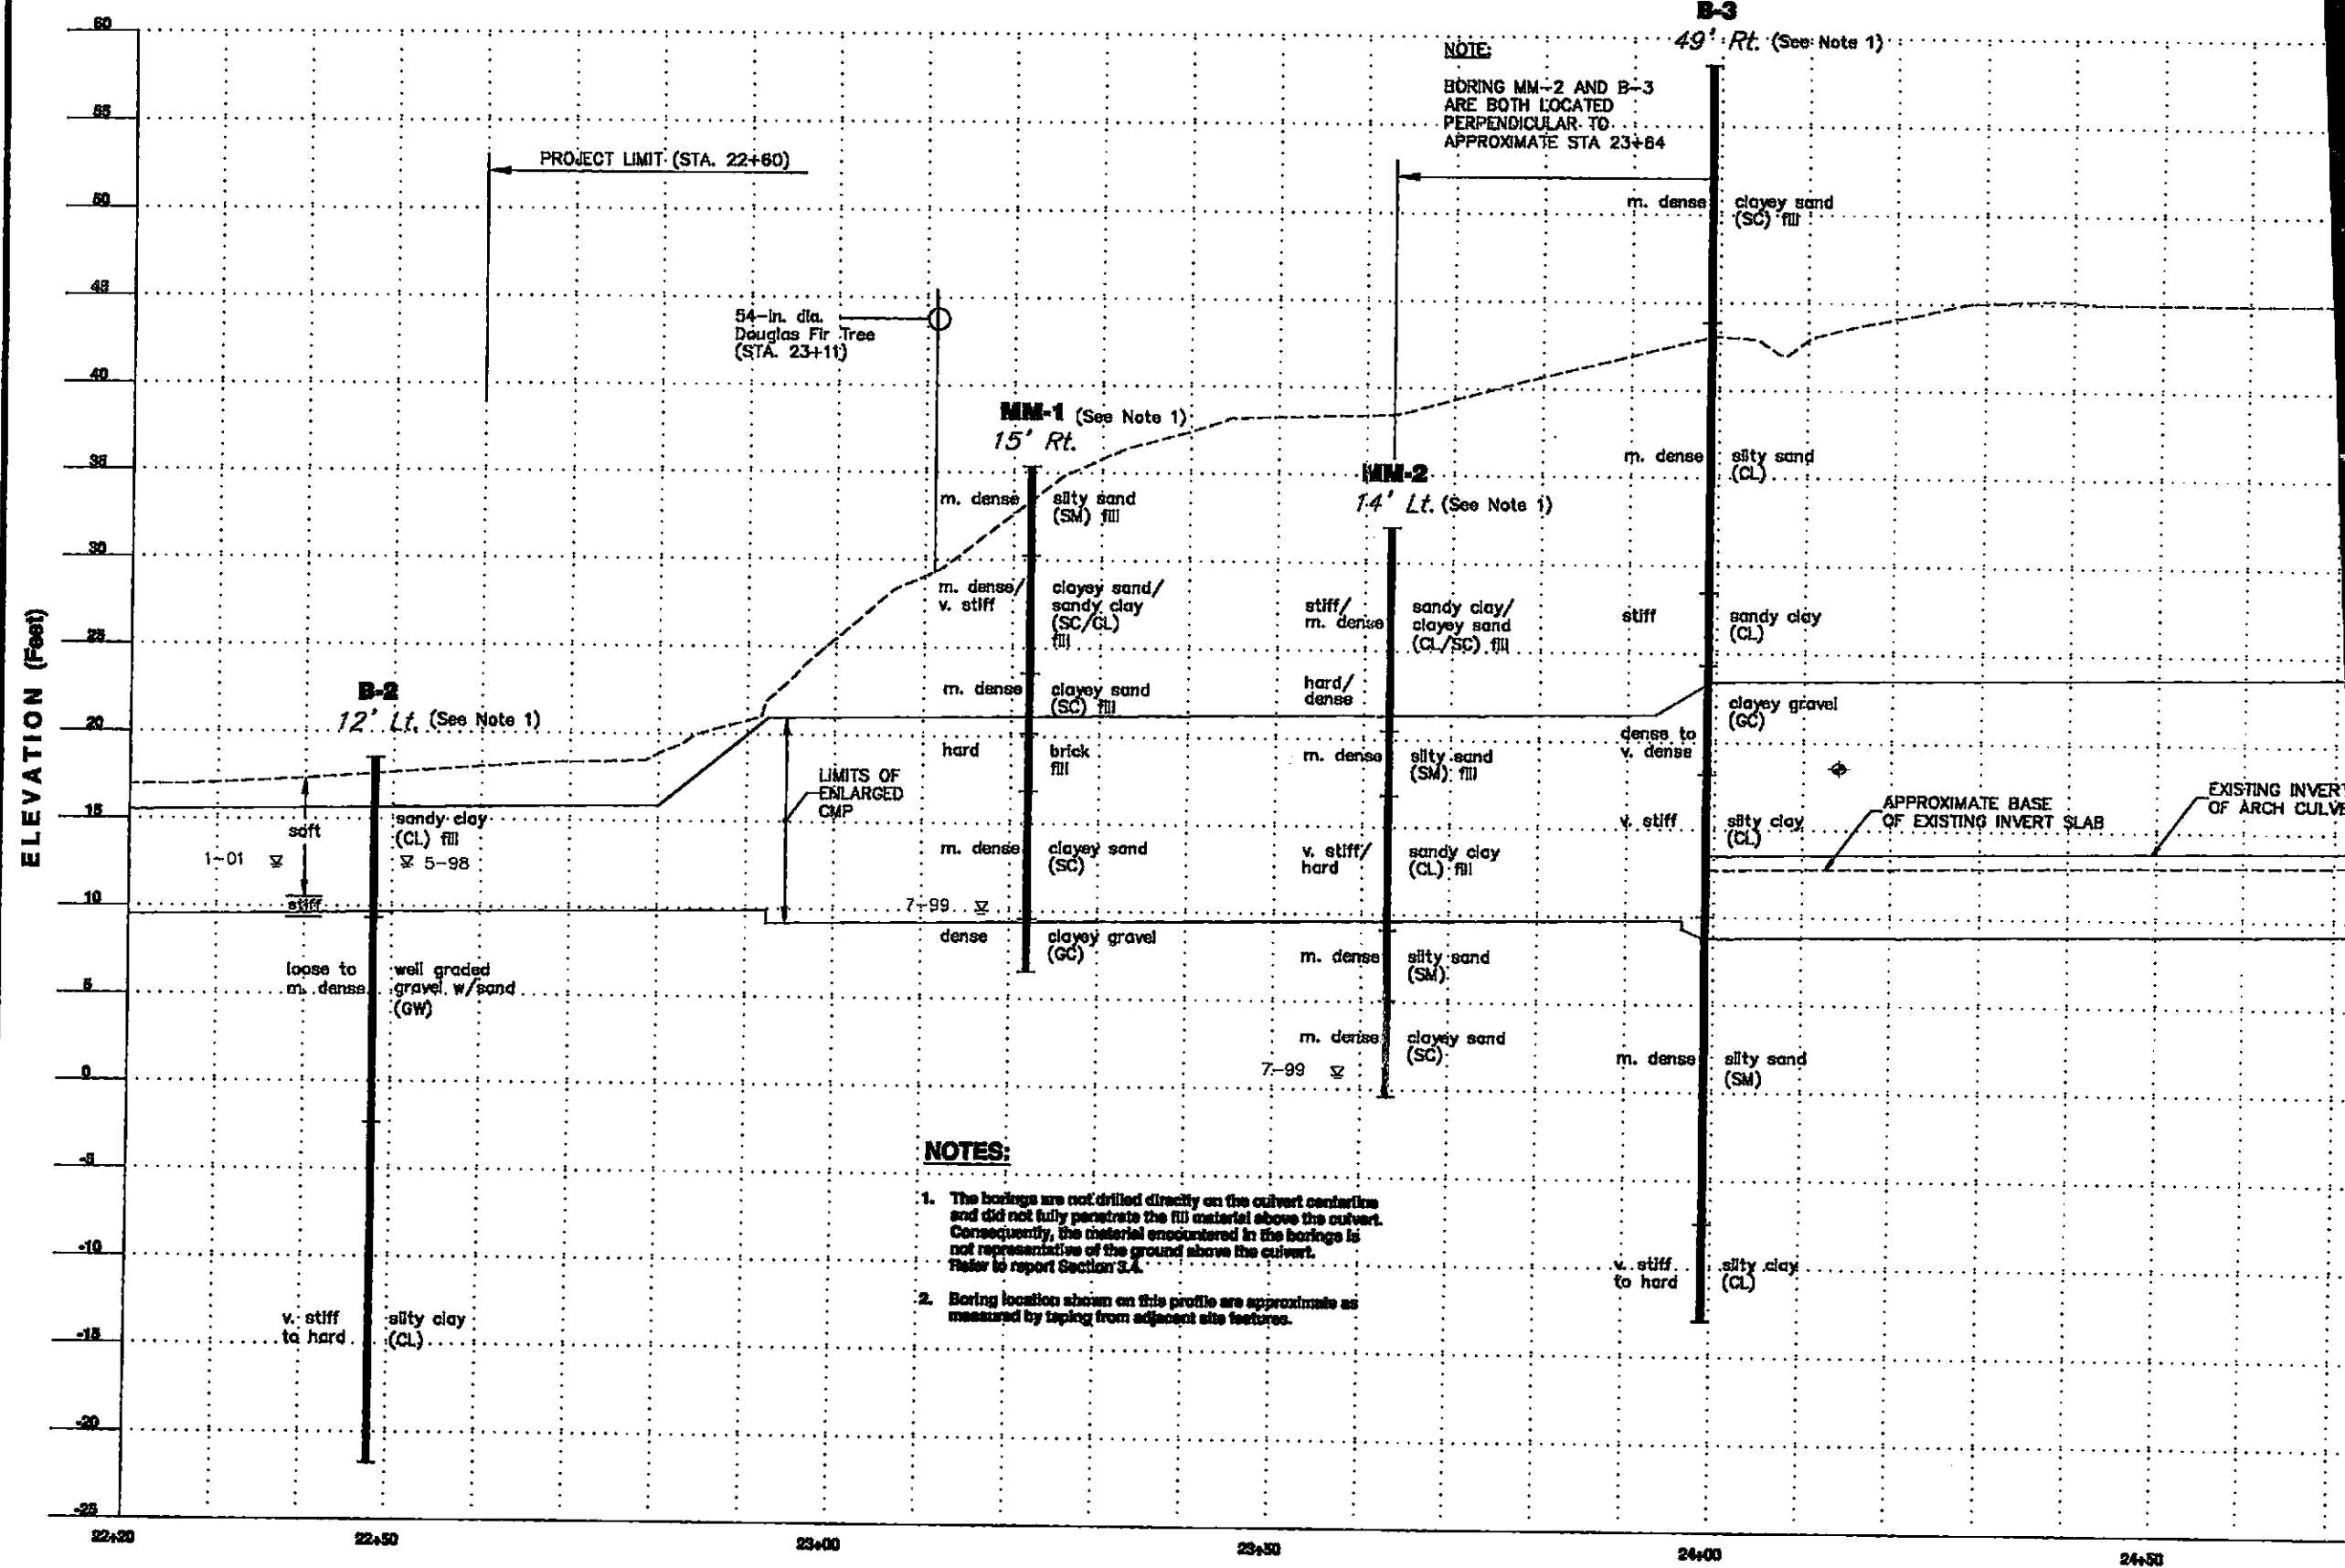 B-3
49' Rt. (See Note 1)
NOTE:
BORING MM-2 AND B-3
ARE BOTH LOCATED
PERPENDICULAR TO
APPROXIMATE STA 23+64
PROJECT LIMIT (STA. 22+60)
54-in. dia.
Douglas Fir Tree
(STA. 23+11)
MM-1 (See Note 1)
15' Rt.
MM-2
14' Lt. (See Note 1)
B-2
12' Lt. (See Note 1)
ELEVATION (Feet)
60
55
50
45
40
35
30
25
20
15
10
5
0
-5
-10
-15
-20
-25
soft
sandy clay
(CL) fill
1-01
5-98
stiff
loose to
m. dense
well graded
gravel w/sand
(GW)
v. stiff
to hard
silty clay
(CL)
LIMITS OF
ENLARGED
CMP
m. dense
silty sand
(SM) fill
m. dense/
v. stiff
clayey sand/
sandy clay
(SC/CL)
fill
m. dense
clayey sand
(SC) fill
hard
brick
fill
m. dense
clayey sand
(SC)
7-99
dense
clayey gravel
(GC)
stiff/
m. dense
sandy clay/
clayey sand
(CL/SC) fill
hard/
dense
m. dense
silty sand
(SM) fill
v. stiff/
hard
sandy clay
(CL) fill
m. dense
silty sand
(SM)
m. dense
clayey sand
(SC)
7-99
m. dense
clayey sand
(SC) fill
m. dense
silty sand
(CL)
stiff
sandy clay
(CL)
clayey gravel
(GC)
dense to
v. dense
v. stiff
silty clay
(CL)
m. dense
silty sand
(SM)
v. stiff
to hard
silty clay
(CL)
APPROXIMATE BASE
OF EXISTING INVERT SLAB
EXISTING INVERT
OF ARCH CULVE
NOTES:
1. The borings are not drilled directly on the culvert centerline
and did not fully penetrate the fill material above the culvert.
Consequently, the material encountered in the borings is
not representative of the ground above the culvert.
Refer to report Section 3.4.
2. Boring location shown on this profile are approximate as
measured by taping from adjacent site features.
22+20
22+50
23+00
23+50
24+00
24+50